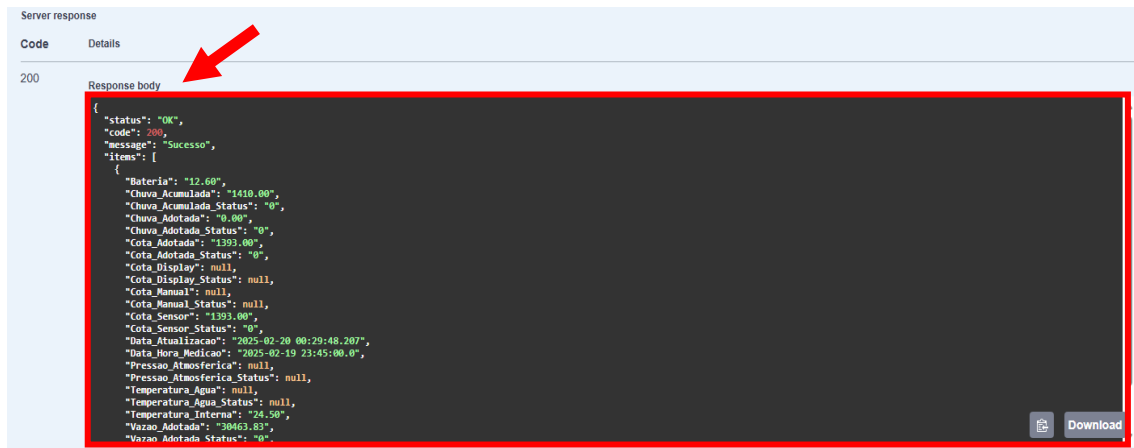 Server response
Code Details
200
Response body
{
"status": "OK",
"code": 200,
"message": "Sucesso",
"items": [
{
"Bateria": "12.60",
"Chuva_Acumulada": "1410.00",
"Chuva_Acumulada_Status": "0",
"Chuva_Adotada": "0.00",
"Chuva_Adotada_Status": "0",
"Cota_Adotada": "1393.00",
"Cota_Adotada_Status": "0",
"Cota_Display": null,
"Cota_Display_Status": null,
"Cota_Manual": null,
"Cota_Manual_Status": null,
"Cota_Sensor": "1393.00",
"Cota_Sensor_Status": "0",
"Data_Atualizacao": "2025-02-20 00:29:48.207",
"Data_Hora_Medicao": "2025-02-19 23:45:00.0",
"Pressao_Atmosferica": null,
"Pressao_Atmosferica_Status": null,
"Temperatura_Agua": null,
"Temperatura_Agua_Status": null,
"Temperatura_Interna": "24.50",
"Vazao_Adotada": "30463.83",
"Vazao_Adotada_Status": "0",
Download